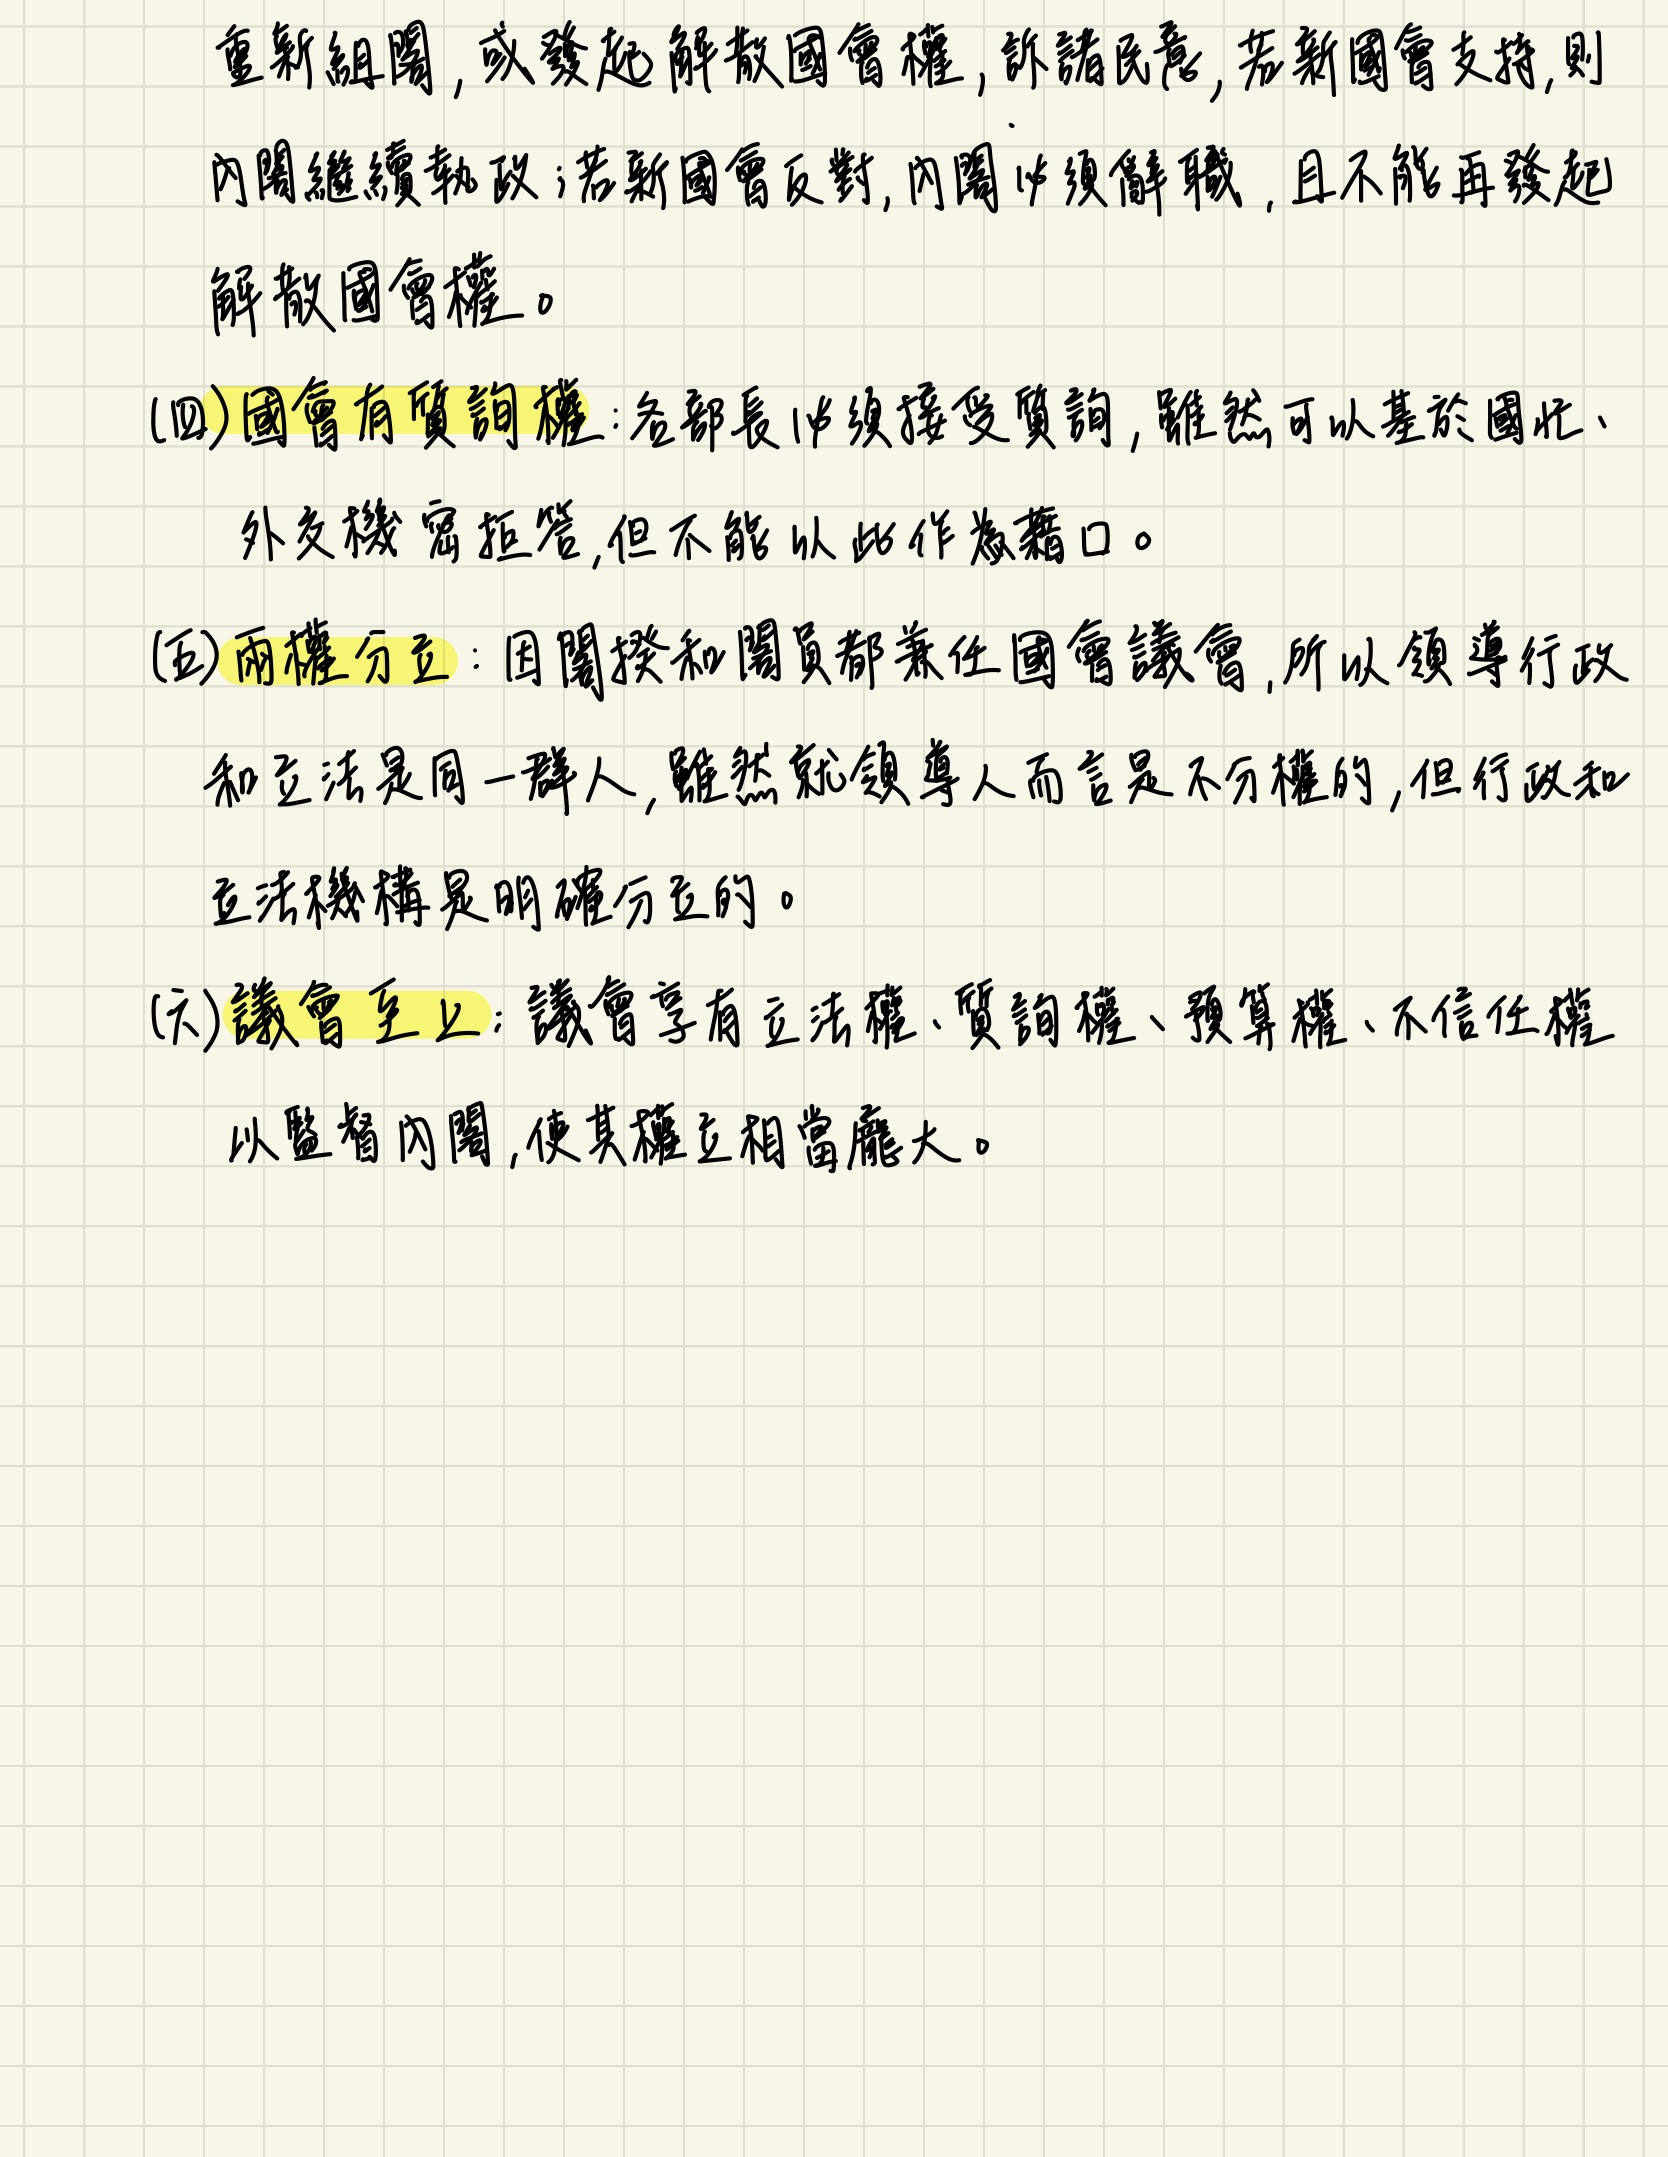 重新組閣,或發起解散國會權,訴諸民意,若新國會支持,則
內閣繼續執政;若新國會反對,內閣必須辭職,且不能再發起
解散國會權。
(四)國會有質詢權:各部長必須接受質詢,雖然可以基於國忙、
外交機密拒答,但不能以此作為藉口。
(五)兩權分立:因閣揆和閣員都兼任國會議會,所以領導行政
和立法是同一群人,雖然就領導人而言是不分權的,但行政和
立法機構是明確分立的。
(六)議會至上:議會享有立法權、質詢權、預算權、不信任權
以監督內閣,使其權立相當龐大。